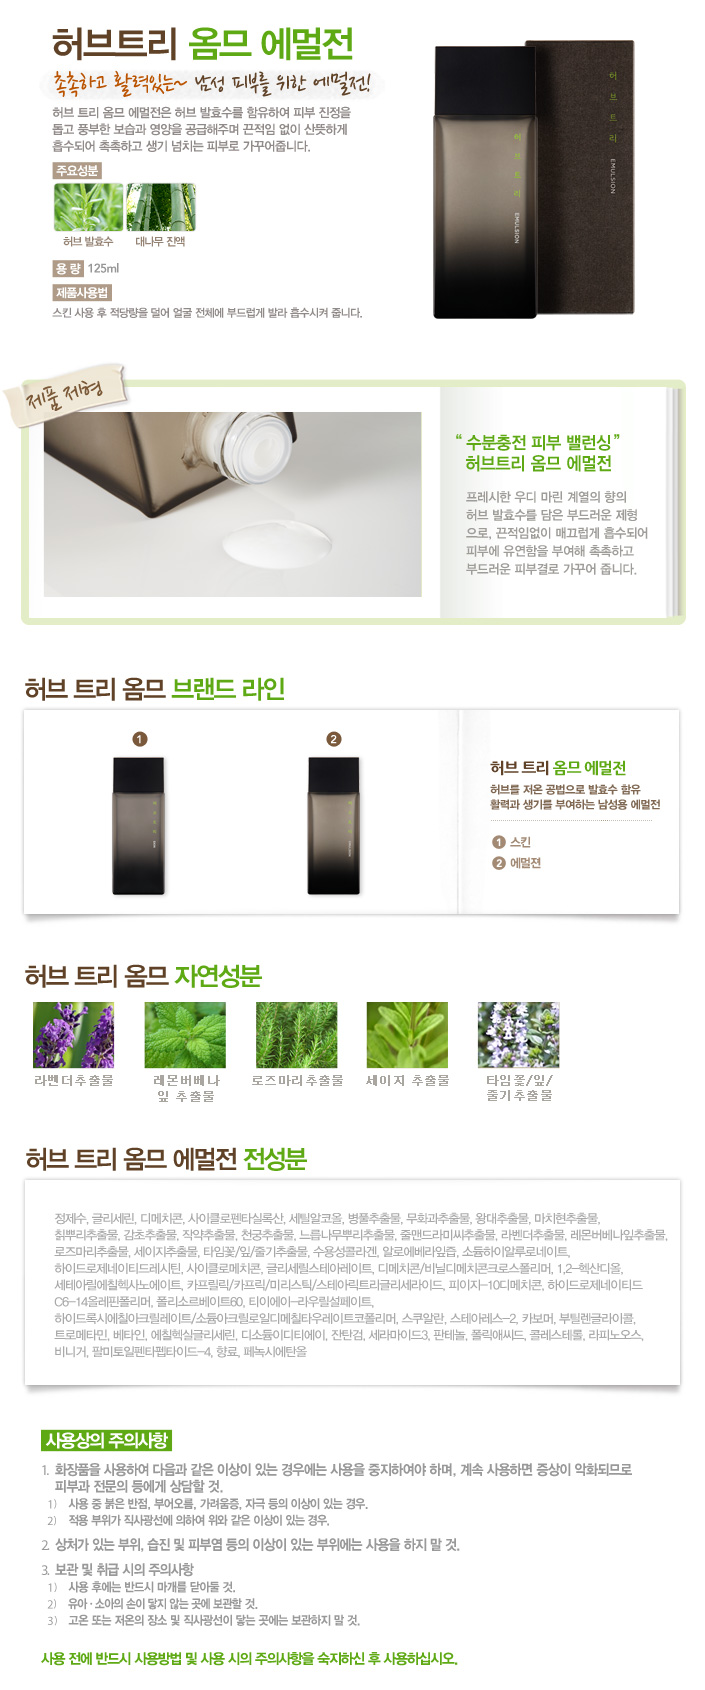 허브트리 옴므 에멀전
촉촉하고 활력있는~ 남성 피부를 위한 에멀전!
허브 트리 옴므 에멀전은 허브 발효수를 함유하여 피부 진정을
돕고 풍부한 보습과 영양을 공급해주며 끈적임 없이 산뜻하게
흡수되어 촉촉하고 생기 넘치는 피부로 가꾸어줍니다.
주요성분
허브 발효수 대나무 진액
용 량 125ml
제품사용법
스킨 사용 후 적당량을 덜어 얼굴 전체에 부드럽게 발라 흡수시켜 줍니다.
허브트리
EMULSION
허브트리
EMULSION
제품 제형
“ 수분충전 피부 밸런싱 ”
허브트리 옴므 에멀전
프레시한 우디 마린 계열의 향의
허브 발효수를 담은 부드러운 제형
으로, 끈적임없이 매끄럽게 흡수되어
피부에 유연함을 부여해 촉촉하고
부드러운 피부결로 가꾸어 줍니다.
허브 트리 옴므 브랜드 라인
1 2
허브 트리 옴므 에멀전
허브를 저온 공법으로 발효수 함유
활력과 생기를 부여하는 남성용 에멀전
1 스킨
2 에멀젼
허브 트리 옴므 자연성분
라벤더추출물 레몬버베나 로즈마리추출물 세이지 추출물 타임꽃/잎/
잎 추출물 줄기추출물
허브 트리 옴므 에멀전 전성분
정제수, 글리세린, 디메치콘, 사이클로펜타실록산, 세틸알코올, 병풀추출물, 무화과추출물, 왕대추출물, 마치현추출물,
칡뿌리추출물, 감초추출물, 작약추출물, 천궁추출물, 느릅나무뿌리추출물, 줄맨드라미씨추출물, 라벤더추출물, 레몬버베나잎추출물,
로즈마리추출물, 세이지추출물, 타임꽃/잎/줄기추출물, 수용성콜라겐, 알로에베라잎즙, 소듐하이알루로네이트,
하이드로제네이티드레시틴, 사이클로메치콘, 글리세릴스테아레이트, 디메치콘/비닐디메치콘크로스폴리머, 1,2-헥산디올,
세테아릴에칠헥사노에이트, 카프릴릭/카프릭/미리스틱/스테아릭트리글리세라이드, 피이지-10디메치콘, 하이드로제네이티드
C6-14올레핀폴리머, 폴리소르베이트60, 티이에이-라우릴설페이트,
하이드록시에칠아크릴레이트/소듐아크릴로일디메칠타우레이트코폴리머, 스쿠알란, 스테아레스-2, 카보머, 부틸렌글라이콜,
트로메타민, 베타인, 에칠헥실글리세린, 디소듐이디티에이, 잔탄검, 세라마이드3, 판테놀, 폴릭애씨드, 콜레스테롤, 라피노오스,
비니거, 팔미토일펜타펩타이드-4, 향료, 페녹시에탄올
사용상의 주의사항
1. 화장품을 사용하여 다음과 같은 이상이 있는 경우에는 사용을 중지하여야 하며, 계속 사용하면 증상이 악화되므로
피부과 전문의 등에게 상담할 것.
1) 사용 중 붉은 반점, 부어오름, 가려움증, 자극 등의 이상이 있는 경우.
2) 적용 부위가 직사광선에 의하여 위와 같은 이상이 있는 경우.
2. 상처가 있는 부위, 습진 및 피부염 등의 이상이 있는 부위에는 사용을 하지 말 것.
3. 보관 및 취급 시의 주의사항
1) 사용 후에는 반드시 마개를 닫아둘 것.
2) 유아·소아의 손이 닿지 않는 곳에 보관할 것.
3) 고온 또는 저온의 장소 및 직사광선이 닿는 곳에는 보관하지 말 것.
사용 전에 반드시 사용방법 및 사용 시의 주의사항을 숙지하신 후 사용하십시오.